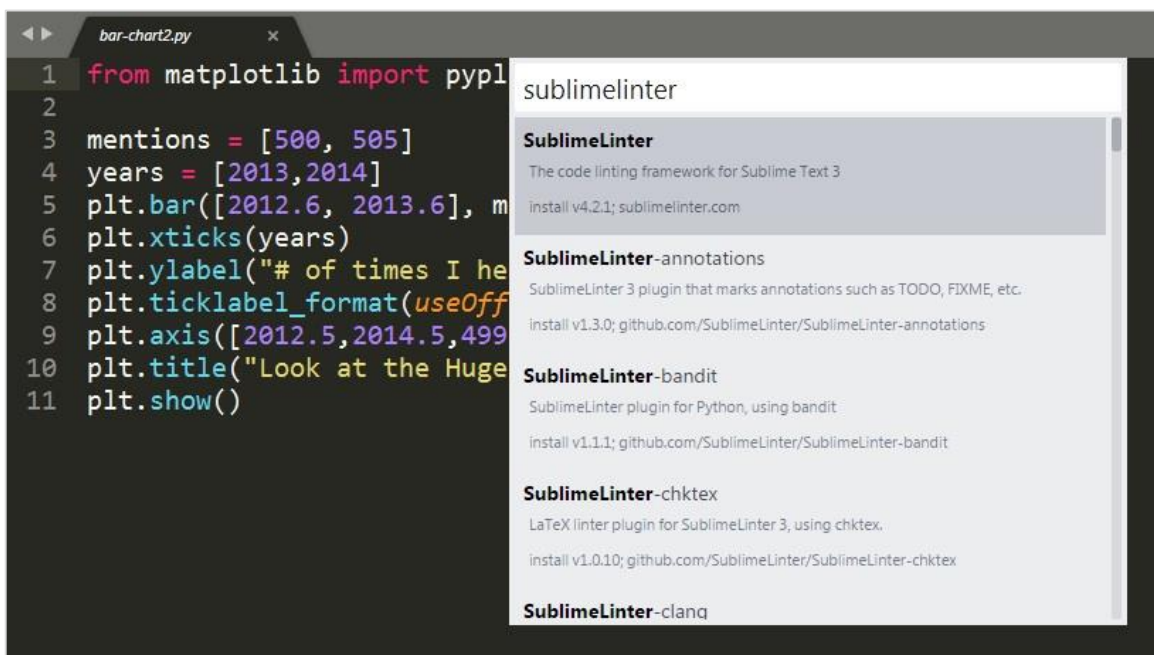 bar-chart2.py
1 from matplotlib import pypl
2
3 mentions = [500, 505]
4 years = [2013,2014]
5 plt.bar([2012.6, 2013.6], m
6 plt.xticks(years)
7 plt.ylabel("# of times I he
8 plt.ticklabel_format(useOff
9 plt.axis([2012.5,2014.5,499
10 plt.title("Look at the Huge
11 plt.show()
sublimelinter
SublimeLinter
The code linting framework for Sublime Text 3
install v4.2.1; sublimelinter.com
SublimeLinter-annotations
SublimeLinter 3 plugin that marks annotations such as TODO, FIXME, etc.
install v1.3.0; github.com/SublimeLinter/SublimeLinter-annotations
SublimeLinter-bandit
SublimeLinter plugin for Python, using bandit
install v1.1.1; github.com/SublimeLinter/SublimeLinter-bandit
SublimeLinter-chktex
LaTeX linter plugin for SublimeLinter 3, using chktex.
install v1.0.10; github.com/SublimeLinter/SublimeLinter-chktex
SublimeLinter-clang